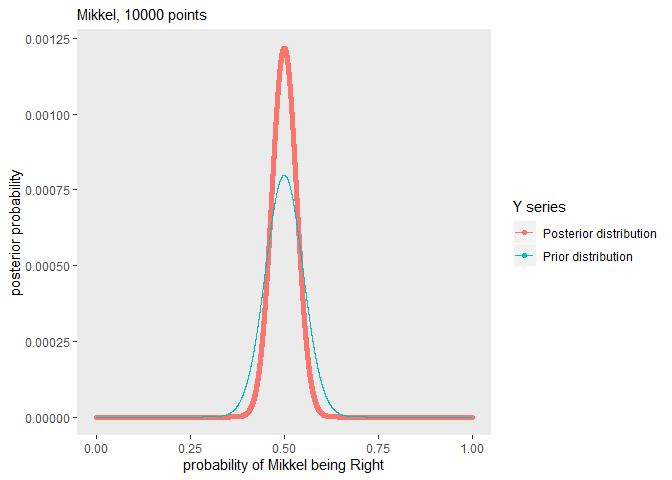 Mikkel, 10000 points
0.00125
0.00100
0.00075
0.00050
0.00025
0.00000
posterior probability
0.00 0.25 0.50 0.75 1.00
probability of Mikkel being Right
Y series
Posterior distribution
Prior distribution